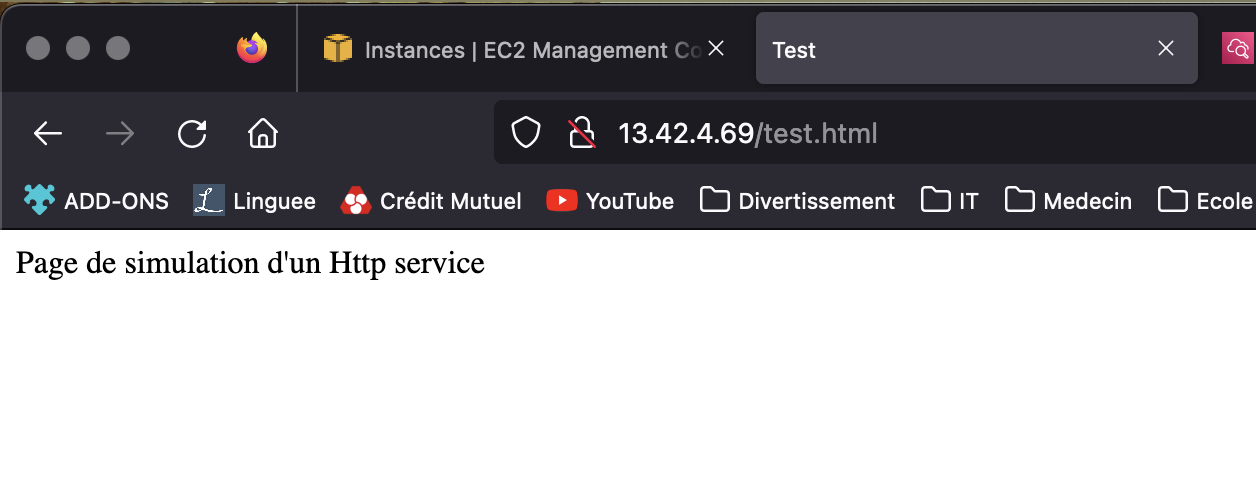 Instances | EC2 Management Co
Test
13.42.4.69/test.html
ADD-ONS Linguee Crédit Mutuel YouTube Divertissement IT Medecin Ecole
Page de simulation d'un Http service